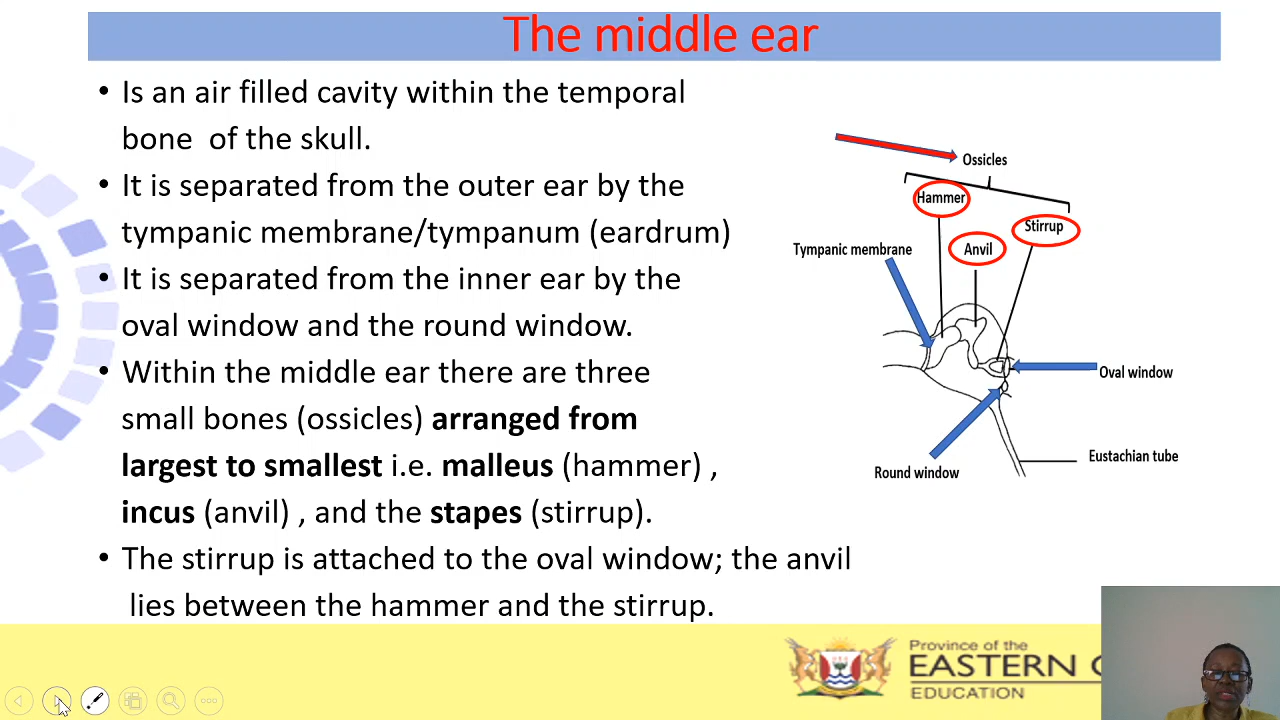 The middle ear
• Is an air filled cavity within the temporal
bone of the skull.
• It is separated from the outer ear by the
tympanic membrane/tympanum (eardrum)
• It is separated from the inner ear by the
oval window and the round window.
• Within the middle ear there are three
small bones (ossicles) arranged from
largest to smallest i.e. malleus (hammer) ,
incus (anvil) , and the stapes (stirrup).
• The stirrup is attached to the oval window; the anvil
lies between the hammer and the stirrup.
Ossicles
Hammer
Stirrup
Anvil
Tympanic membrane
Oval window
Eustachian tube
Round window
Province of the
EASTERN C
EDUCATION